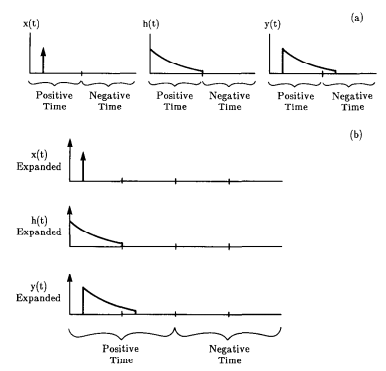 (a)
x(t) h(t) y(t)
Positive Negative Positive Negative Positive Negative
Time Time Time Time Time Time
(b)
x(t)
Expanded
h(t)
Expanded
y(t)
Expanded
Positive Negative
Time Time